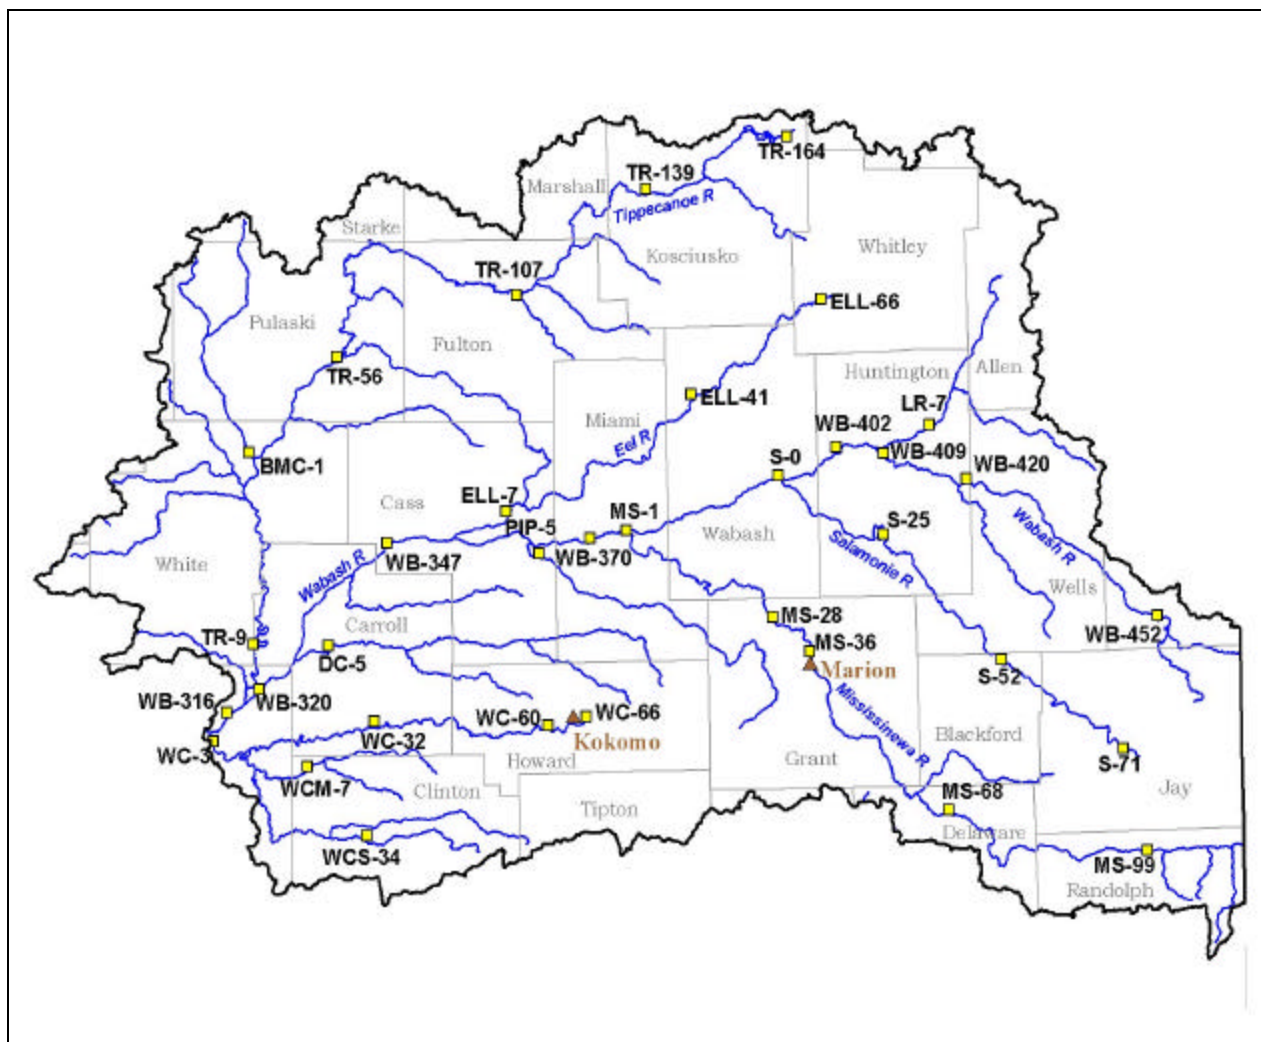 TR-164
TR-139
Marshall
Tippecanoe R
Starke
Kosciusko
Whitley
TR-107
ELL-66
Pulaski
Fulton
TR-56
Huntington
Allen
ELL-41
LR-7
Miami
WB-402
Eel R
WB-409
S-0
WB-420
BMC-1
ELL-7
Cass
PIP-5
MS-1
S-25
Wabash R
Wabash
WB-347
WB-370
Salamonie R
White
Wabash R
Wells
MS-28
Carroll
WB-452
TR-9
MS-36
DC-5
Marion
S-52
WB-316
WB-320
Mississinewa R
WC-60
WC-66
WC-32
Kokomo
Blackford
WC-3
Howard
Grant
S-71
WCM-7
Clinton
Jay
Tipton
MS-68
Delaware
WCS-34
MS-99
Randolph